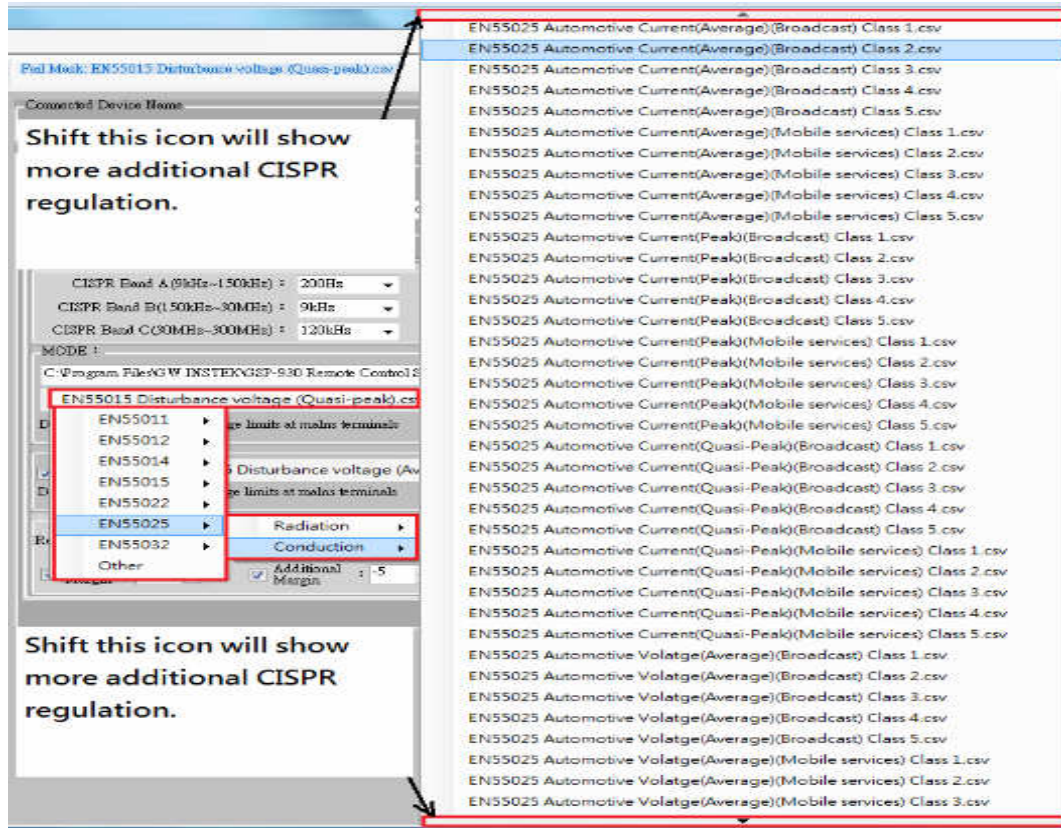 Fail Mask: EN55015 Disturbance voltage (Quasi-peak).csv
Connected Device Name
Shift this icon will show
more additional CISPR
regulation.
CISPR Band A(9kHz~150kHz) : 200Hz
CISPR Band B(150kHz~30MHz) : 9kHz
CISPR Band C(30MHz~300MHz) : 120kHz
MODE :
C:\Program Files\GW INSTEK\GSP-930 Remote Control S
EN55015 Disturbance voltage (Quasi-peak).cs
ge limits at mains terminals
EN55011
EN55012
EN55014
EN55015
EN55022
EN55025
EN55032
Other
Disturbance voltage (Av
ge limits at mains terminals
Radiation
Conduction
Margin
Additional Margin : -5
Shift this icon will show
more additional CISPR
regulation.
EN55025 Automotive Current(Average)(Broadcast) Class 1.csv
EN55025 Automotive Current(Average)(Broadcast) Class 2.csv
EN55025 Automotive Current(Average)(Broadcast) Class 3.csv
EN55025 Automotive Current(Average)(Broadcast) Class 4.csv
EN55025 Automotive Current(Average)(Broadcast) Class 5.csv
EN55025 Automotive Current(Average)(Mobile services) Class 1.csv
EN55025 Automotive Current(Average)(Mobile services) Class 2.csv
EN55025 Automotive Current(Average)(Mobile services) Class 3.csv
EN55025 Automotive Current(Average)(Mobile services) Class 4.csv
EN55025 Automotive Current(Average)(Mobile services) Class 5.csv
EN55025 Automotive Current(Peak)(Broadcast) Class 1.csv
EN55025 Automotive Current(Peak)(Broadcast) Class 2.csv
EN55025 Automotive Current(Peak)(Broadcast) Class 3.csv
EN55025 Automotive Current(Peak)(Broadcast) Class 4.csv
EN55025 Automotive Current(Peak)(Broadcast) Class 5.csv
EN55025 Automotive Current(Peak)(Mobile services) Class 1.csv
EN55025 Automotive Current(Peak)(Mobile services) Class 2.csv
EN55025 Automotive Current(Peak)(Mobile services) Class 3.csv
EN55025 Automotive Current(Peak)(Mobile services) Class 4.csv
EN55025 Automotive Current(Peak)(Mobile services) Class 5.csv
EN55025 Automotive Current(Quasi-Peak)(Broadcast) Class 1.csv
EN55025 Automotive Current(Quasi-Peak)(Broadcast) Class 2.csv
EN55025 Automotive Current(Quasi-Peak)(Broadcast) Class 3.csv
EN55025 Automotive Current(Quasi-Peak)(Broadcast) Class 4.csv
EN55025 Automotive Current(Quasi-Peak)(Broadcast) Class 5.csv
EN55025 Automotive Current(Quasi-Peak)(Mobile services) Class 1.csv
EN55025 Automotive Current(Quasi-Peak)(Mobile services) Class 2.csv
EN55025 Automotive Current(Quasi-Peak)(Mobile services) Class 3.csv
EN55025 Automotive Current(Quasi-Peak)(Mobile services) Class 4.csv
EN55025 Automotive Current(Quasi-Peak)(Mobile services) Class 5.csv
EN55025 Automotive Volatge(Average)(Broadcast) Class 1.csv
EN55025 Automotive Volatge(Average)(Broadcast) Class 2.csv
EN55025 Automotive Volatge(Average)(Broadcast) Class 3.csv
EN55025 Automotive Volatge(Average)(Broadcast) Class 4.csv
EN55025 Automotive Volatge(Average)(Broadcast) Class 5.csv
EN55025 Automotive Volatge(Average)(Mobile services) Class 1.csv
EN55025 Automotive Volatge(Average)(Mobile services) Class 2.csv
EN55025 Automotive Volatge(Average)(Mobile services) Class 3.csv